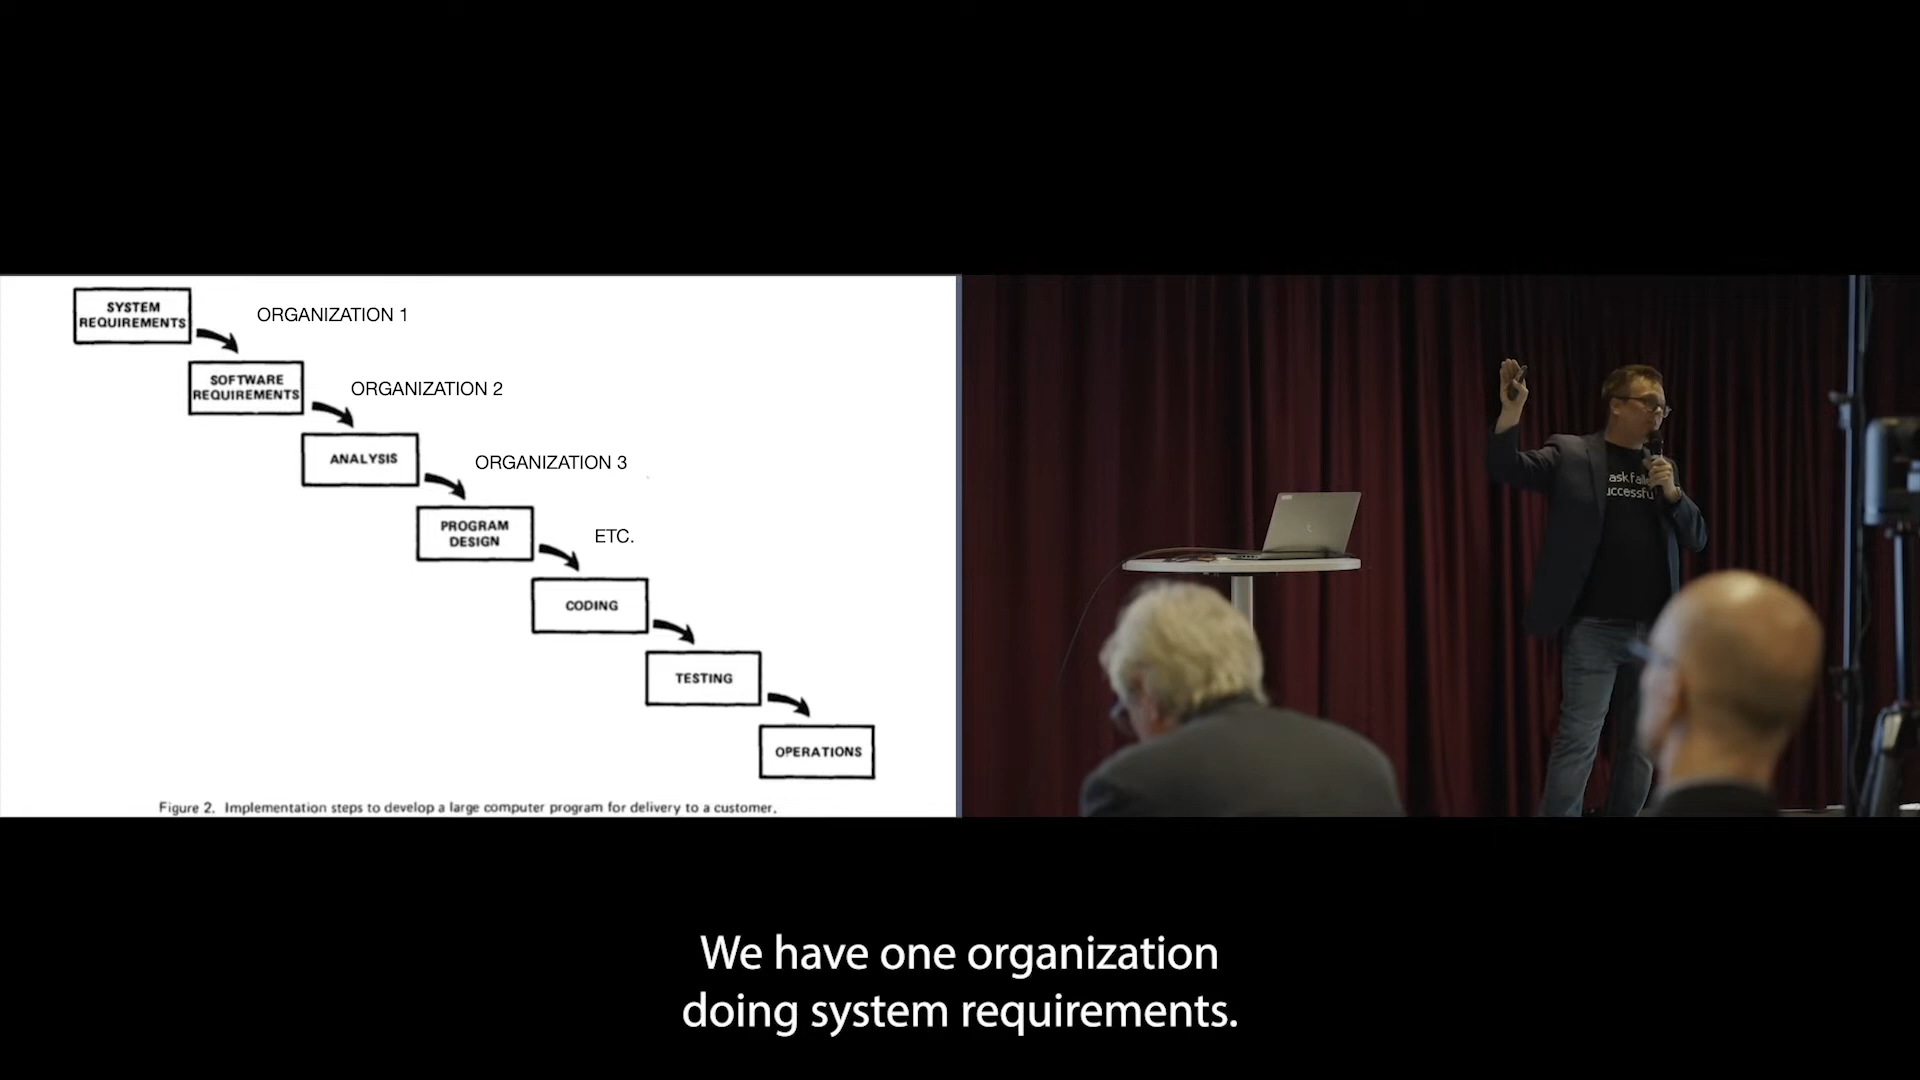 SYSTEM
REQUIREMENTS
ORGANIZATION 1
SOFTWARE
REQUIREMENTS
ORGANIZATION 2
ANALYSIS
ORGANIZATION 3
PROGRAM
DESIGN
ETC.
CODING
TESTING
OPERATIONS
Figure 2. Implementation steps to develop a large computer program for delivery to a customer.
We have one organization
doing system requirements.